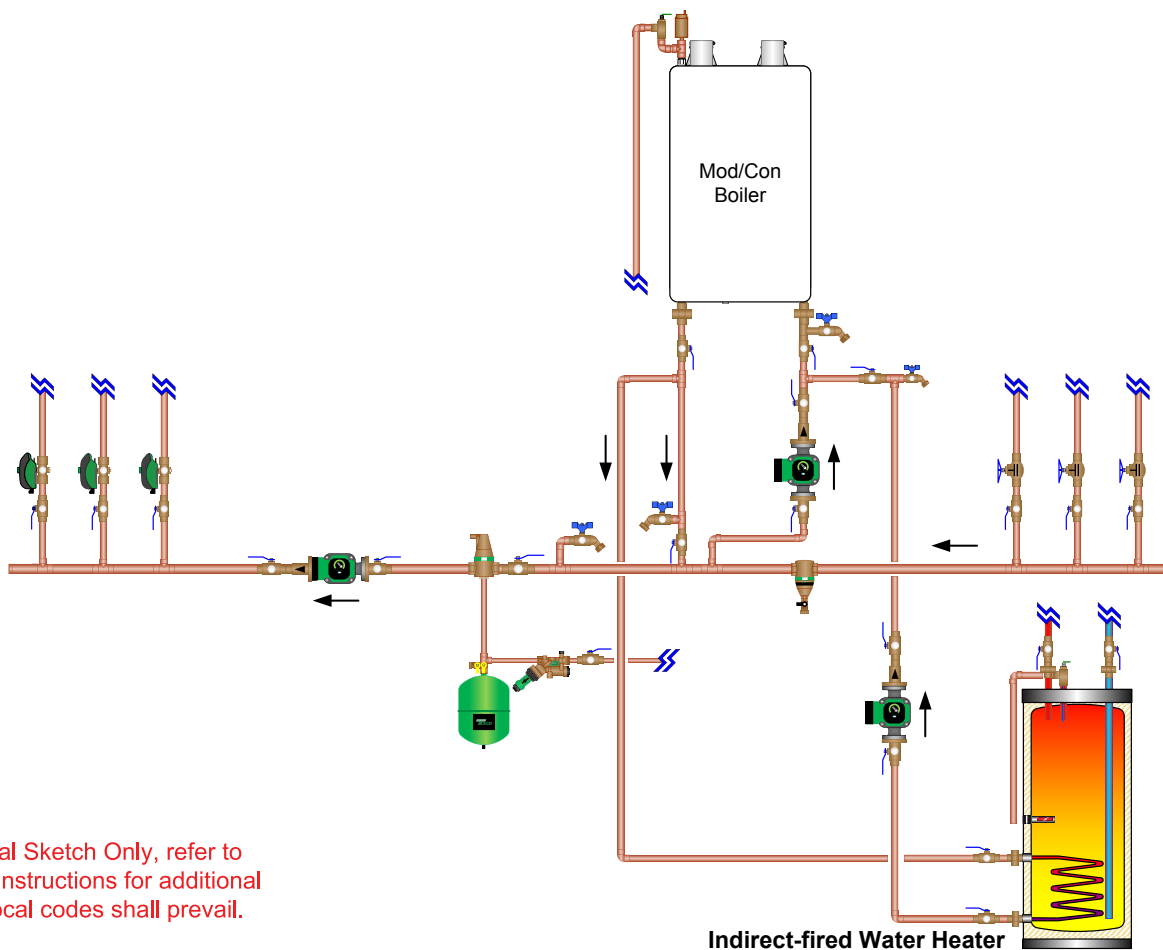 Mod/Con
Boiler
al Sketch Only, refer to
nstructions for additional
ocal codes shall prevail.
Indirect-fired Water Heater